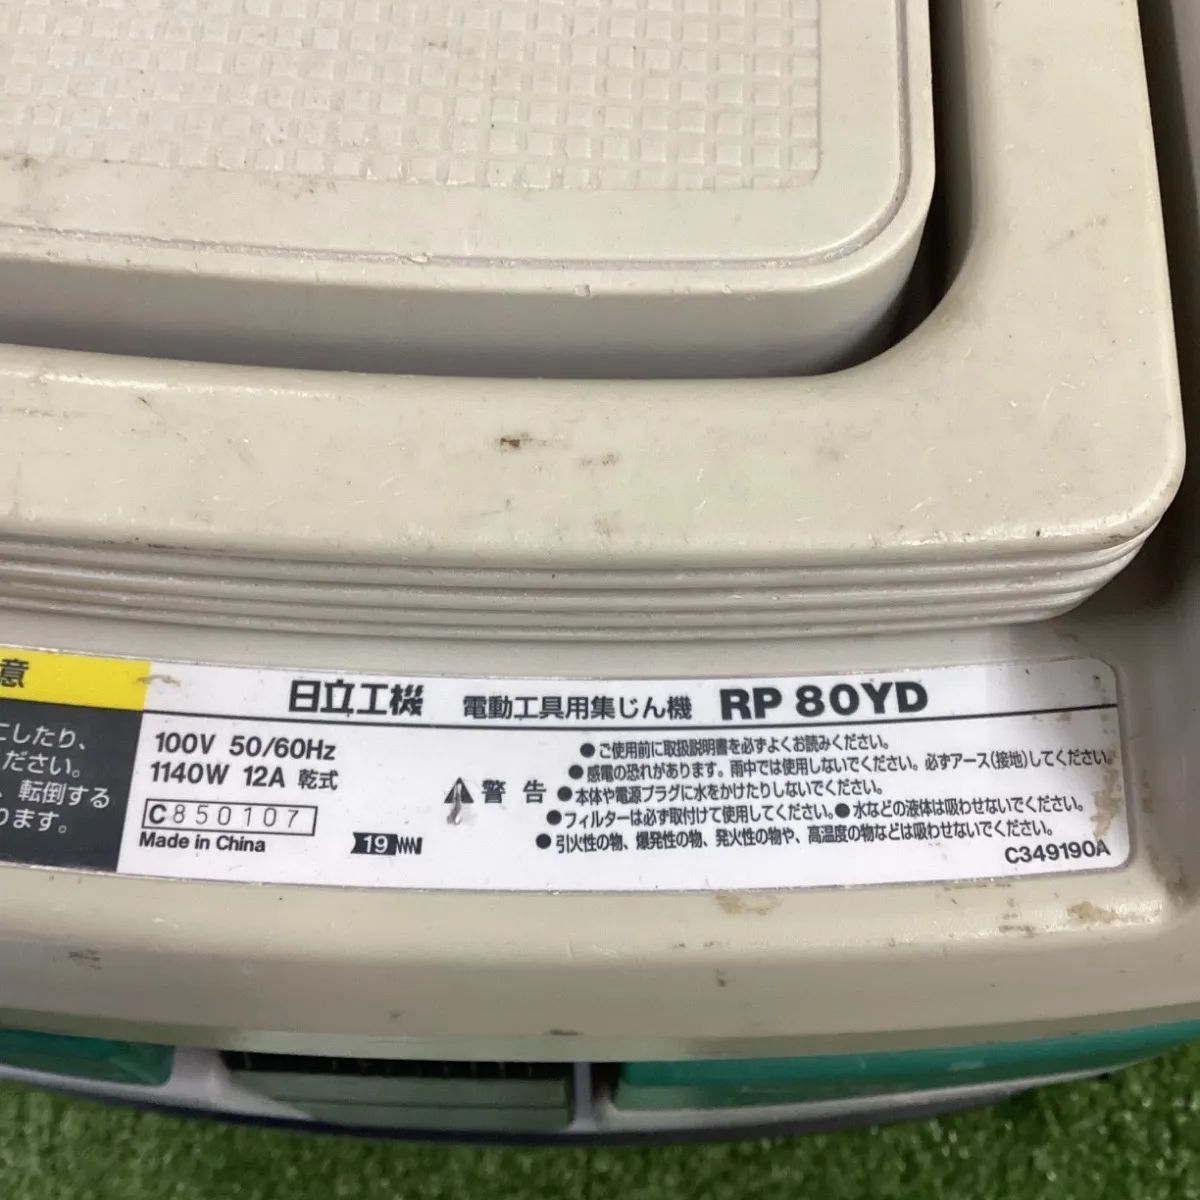 意
にしたり、
ださい。
、転倒する
ります。
日立工機 電動工具用集じん機 RP 80YD
100V 50/60Hz
1140W 12A 乾式
C850107
Made in China
19
警告
●ご使用前に取扱説明書を必ずよくお読みください。
●感電の恐れがあります。雨中では使用しないでください。必ずアース(接地)してください。
●本体や電源プラグに水をかけたりしないでください。
●フィルターは必ず取付けて使用してください。●水などの液体は吸わせないでください。
●引火性の物、爆発性の物、発火性の物や、高温度の物などは吸わせないでください。
C349190A